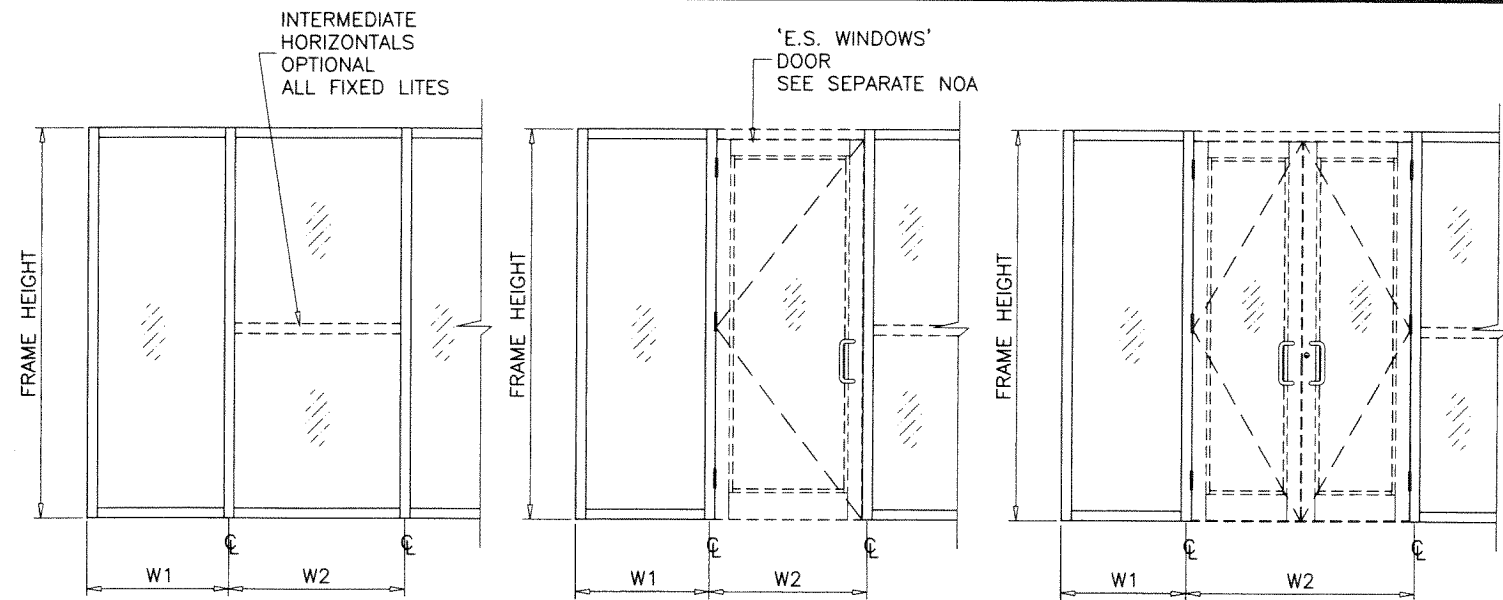 INTERMEDIATE
HORIZONTALS
OPTIONAL
ALL FIXED LITES
'E.S. WINDOWS'
DOOR
SEE SEPARATE NOA
FRAME HEIGHT
FRAME HEIGHT
FRAME HEIGHT
℄
℄
℄
℄
℄
℄
W1
W2
W1
W2
W1
W2